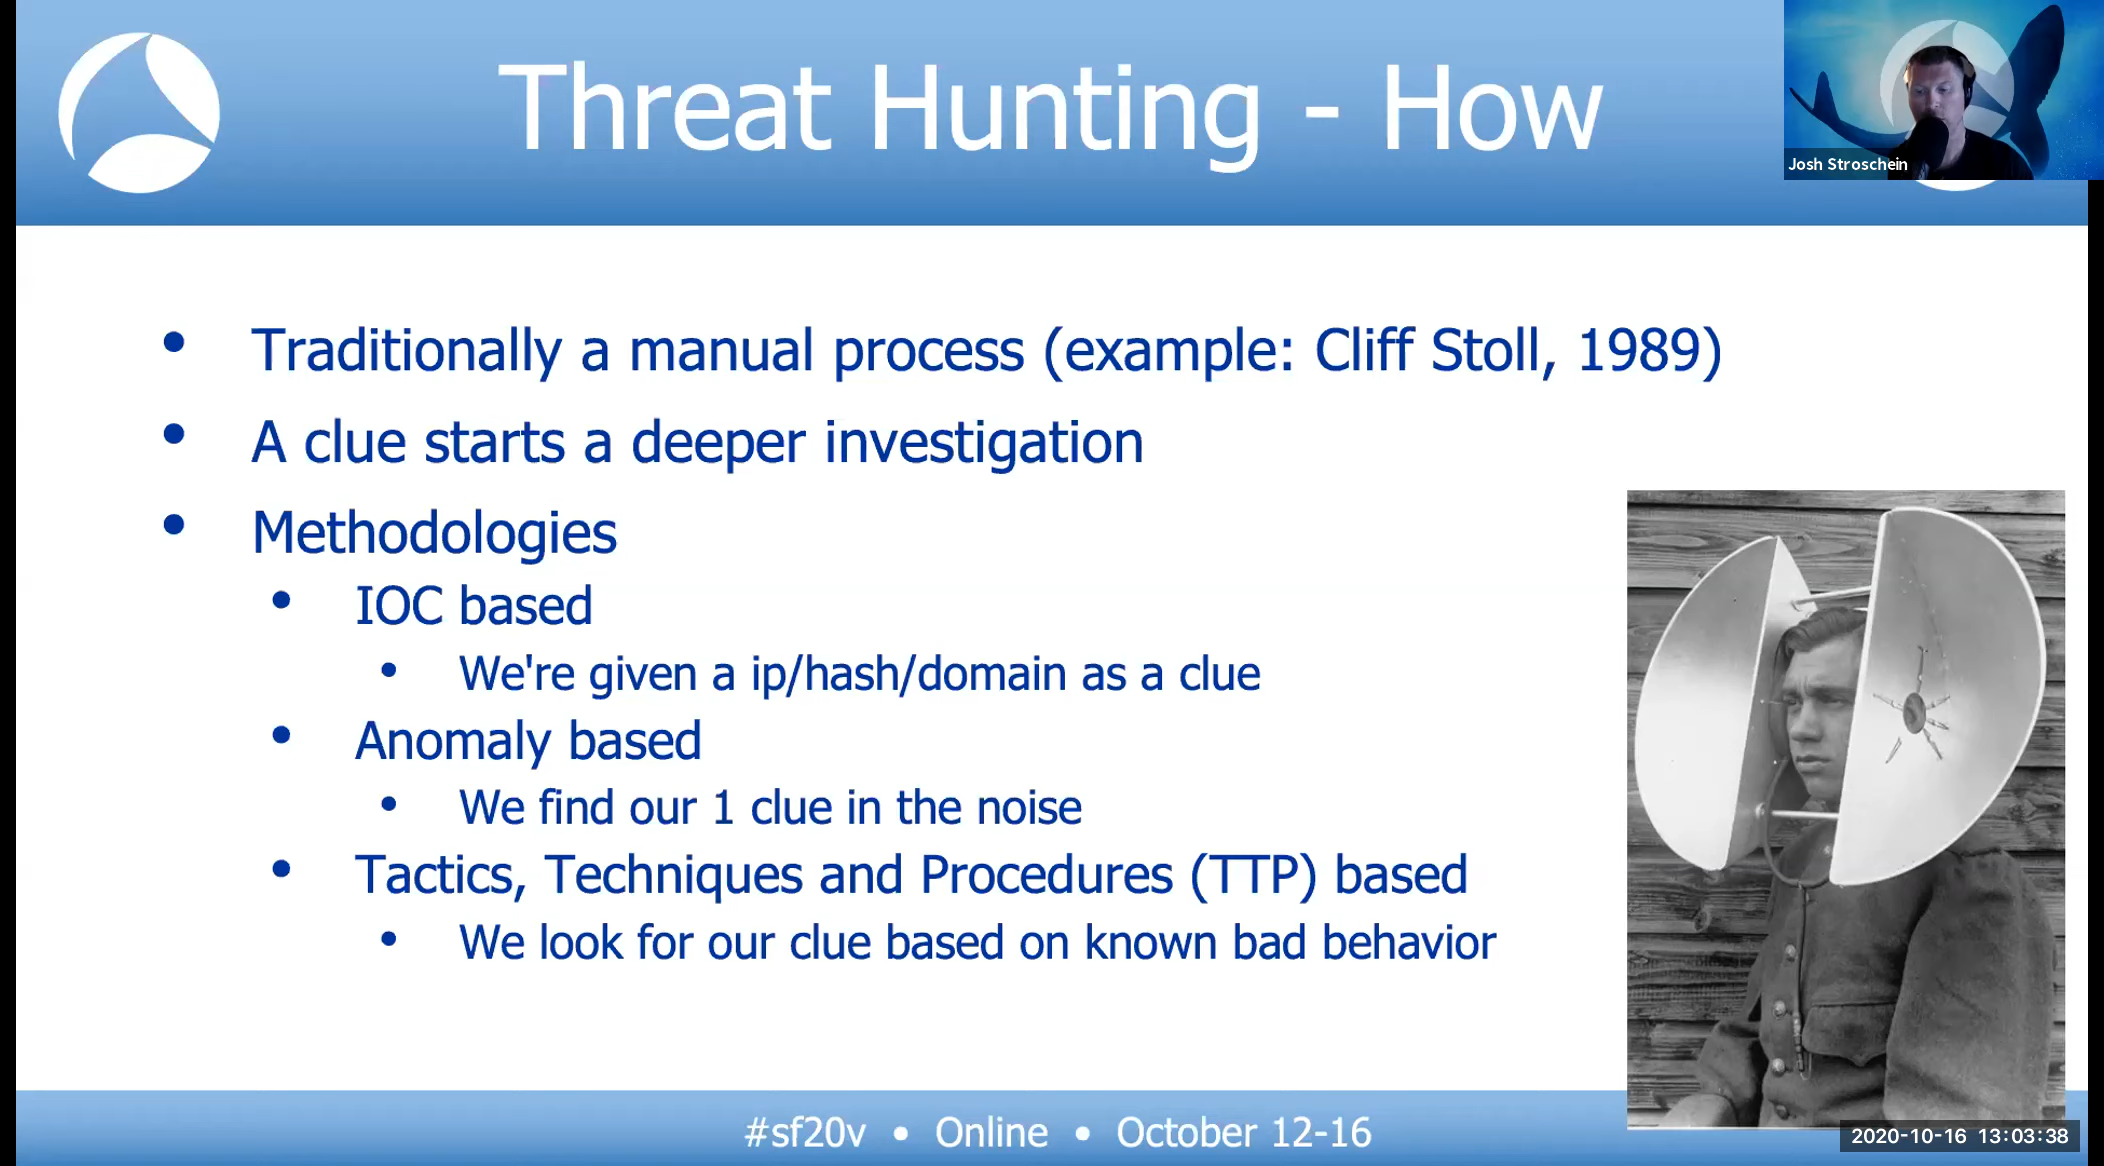 Threat Hunting - How
Josh Stroschein
• Traditionally a manual process (example: Cliff Stoll, 1989)
• A clue starts a deeper investigation
• Methodologies
• IOC based
• We're given a ip/hash/domain as a clue
• Anomaly based
• We find our 1 clue in the noise
• Tactics, Techniques and Procedures (TTP) based
• We look for our clue based on known bad behavior
#sf20v • Online • October 12-16
2020-10-16 13:03:38